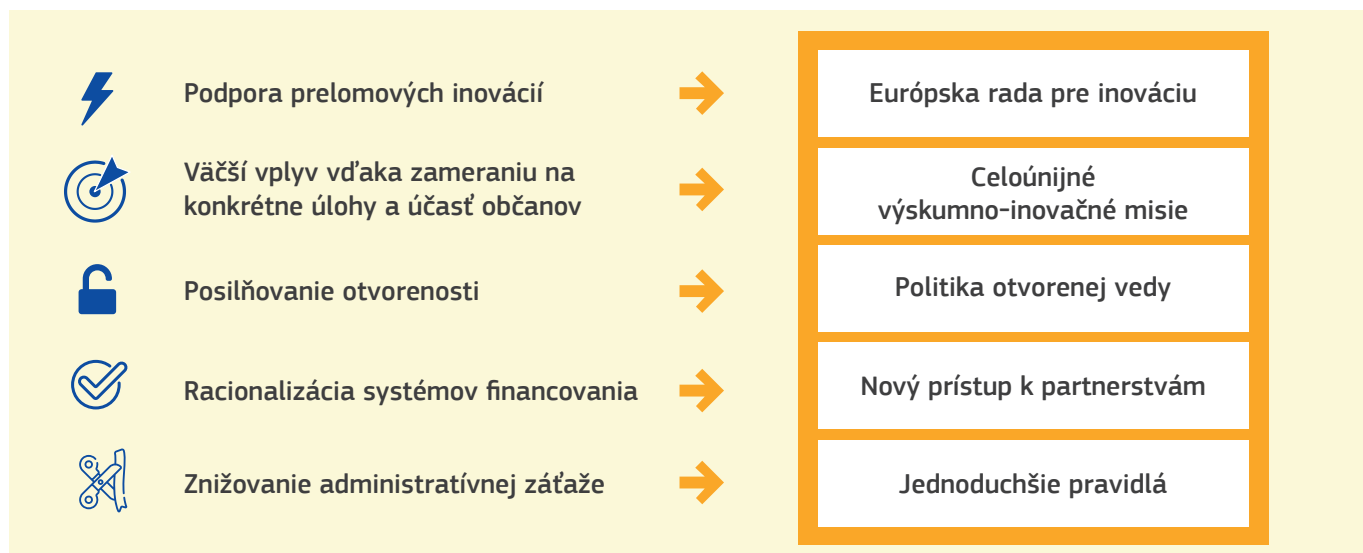 Podpora prelomových inovácií
Európska rada pre inováciu
Väčší vplyv vďaka zameraniu na
konkrétne úlohy a účasť občanov
Celoúnijné
výskumno-inovačné misie
Posilňovanie otvorenosti
Politika otvorenej vedy
Racionalizácia systémov financovania
Nový prístup k partnerstvám
Znižovanie administratívnej záťaže
Jednoduchšie pravidlá